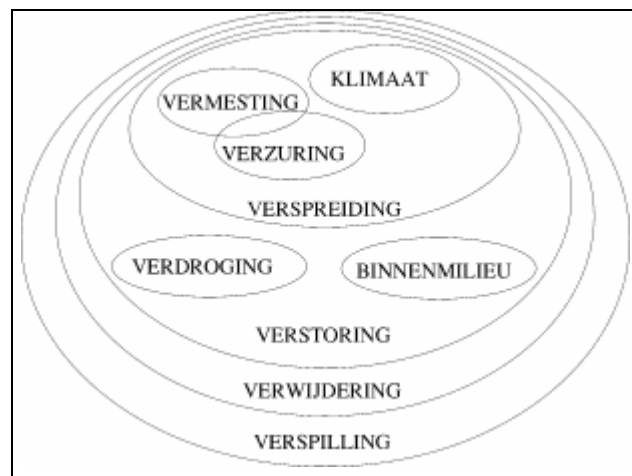 KLIMAAT
VERMESTING
VERZURING
VERSPREIDING
VERDROGING
BINNENMILIEU
VERSTORING
VERWIJDERING
VERSPILLING